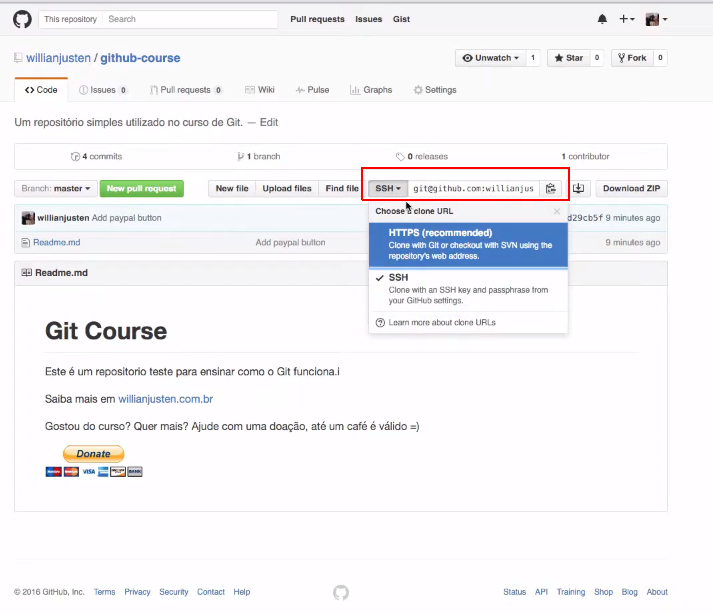 This repository Search Pull requests Issues Gist
willianjusten / github-course Unwatch 1 Star 0 Fork 0
Code Issues 0 Pull requests 0 Wiki Pulse Graphs Settings
Um repositório simples utilizado no curso de Git. — Edit
4 commits 1 branch 0 releases 1 contributor
Branch: master New pull request New file Upload files Find file SSH git@github.com:willianjus Download ZIP
willianjusten Add paypal button d29cb5f 9 minutes ago
Readme.md Add paypal button 9 minutes ago
Choose a clone URL
HTTPS (recommended)
Clone with Git or checkout with SVN using the
repository's web address.
SSH
Clone with an SSH key and passphrase from
your GitHub settings.
Learn more about clone URLs
Readme.md
Git Course
Este é um repositorio teste para ensinar como o Git funciona.i
Saiba mais em willianjusten.com.br
Gostou do curso? Quer mais? Ajude com uma doação, até um café é válido =)
Donate
VISA
© 2016 GitHub, Inc. Terms Privacy Security Contact Help Status API Training Shop Blog About